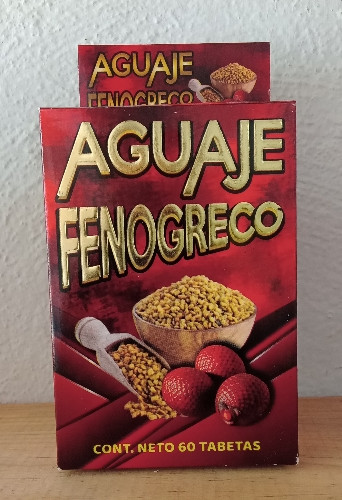 AGUAJE
FENOGRECO
AGUAJE
FENOGRECO
CONT. NETO 60 TABETAS